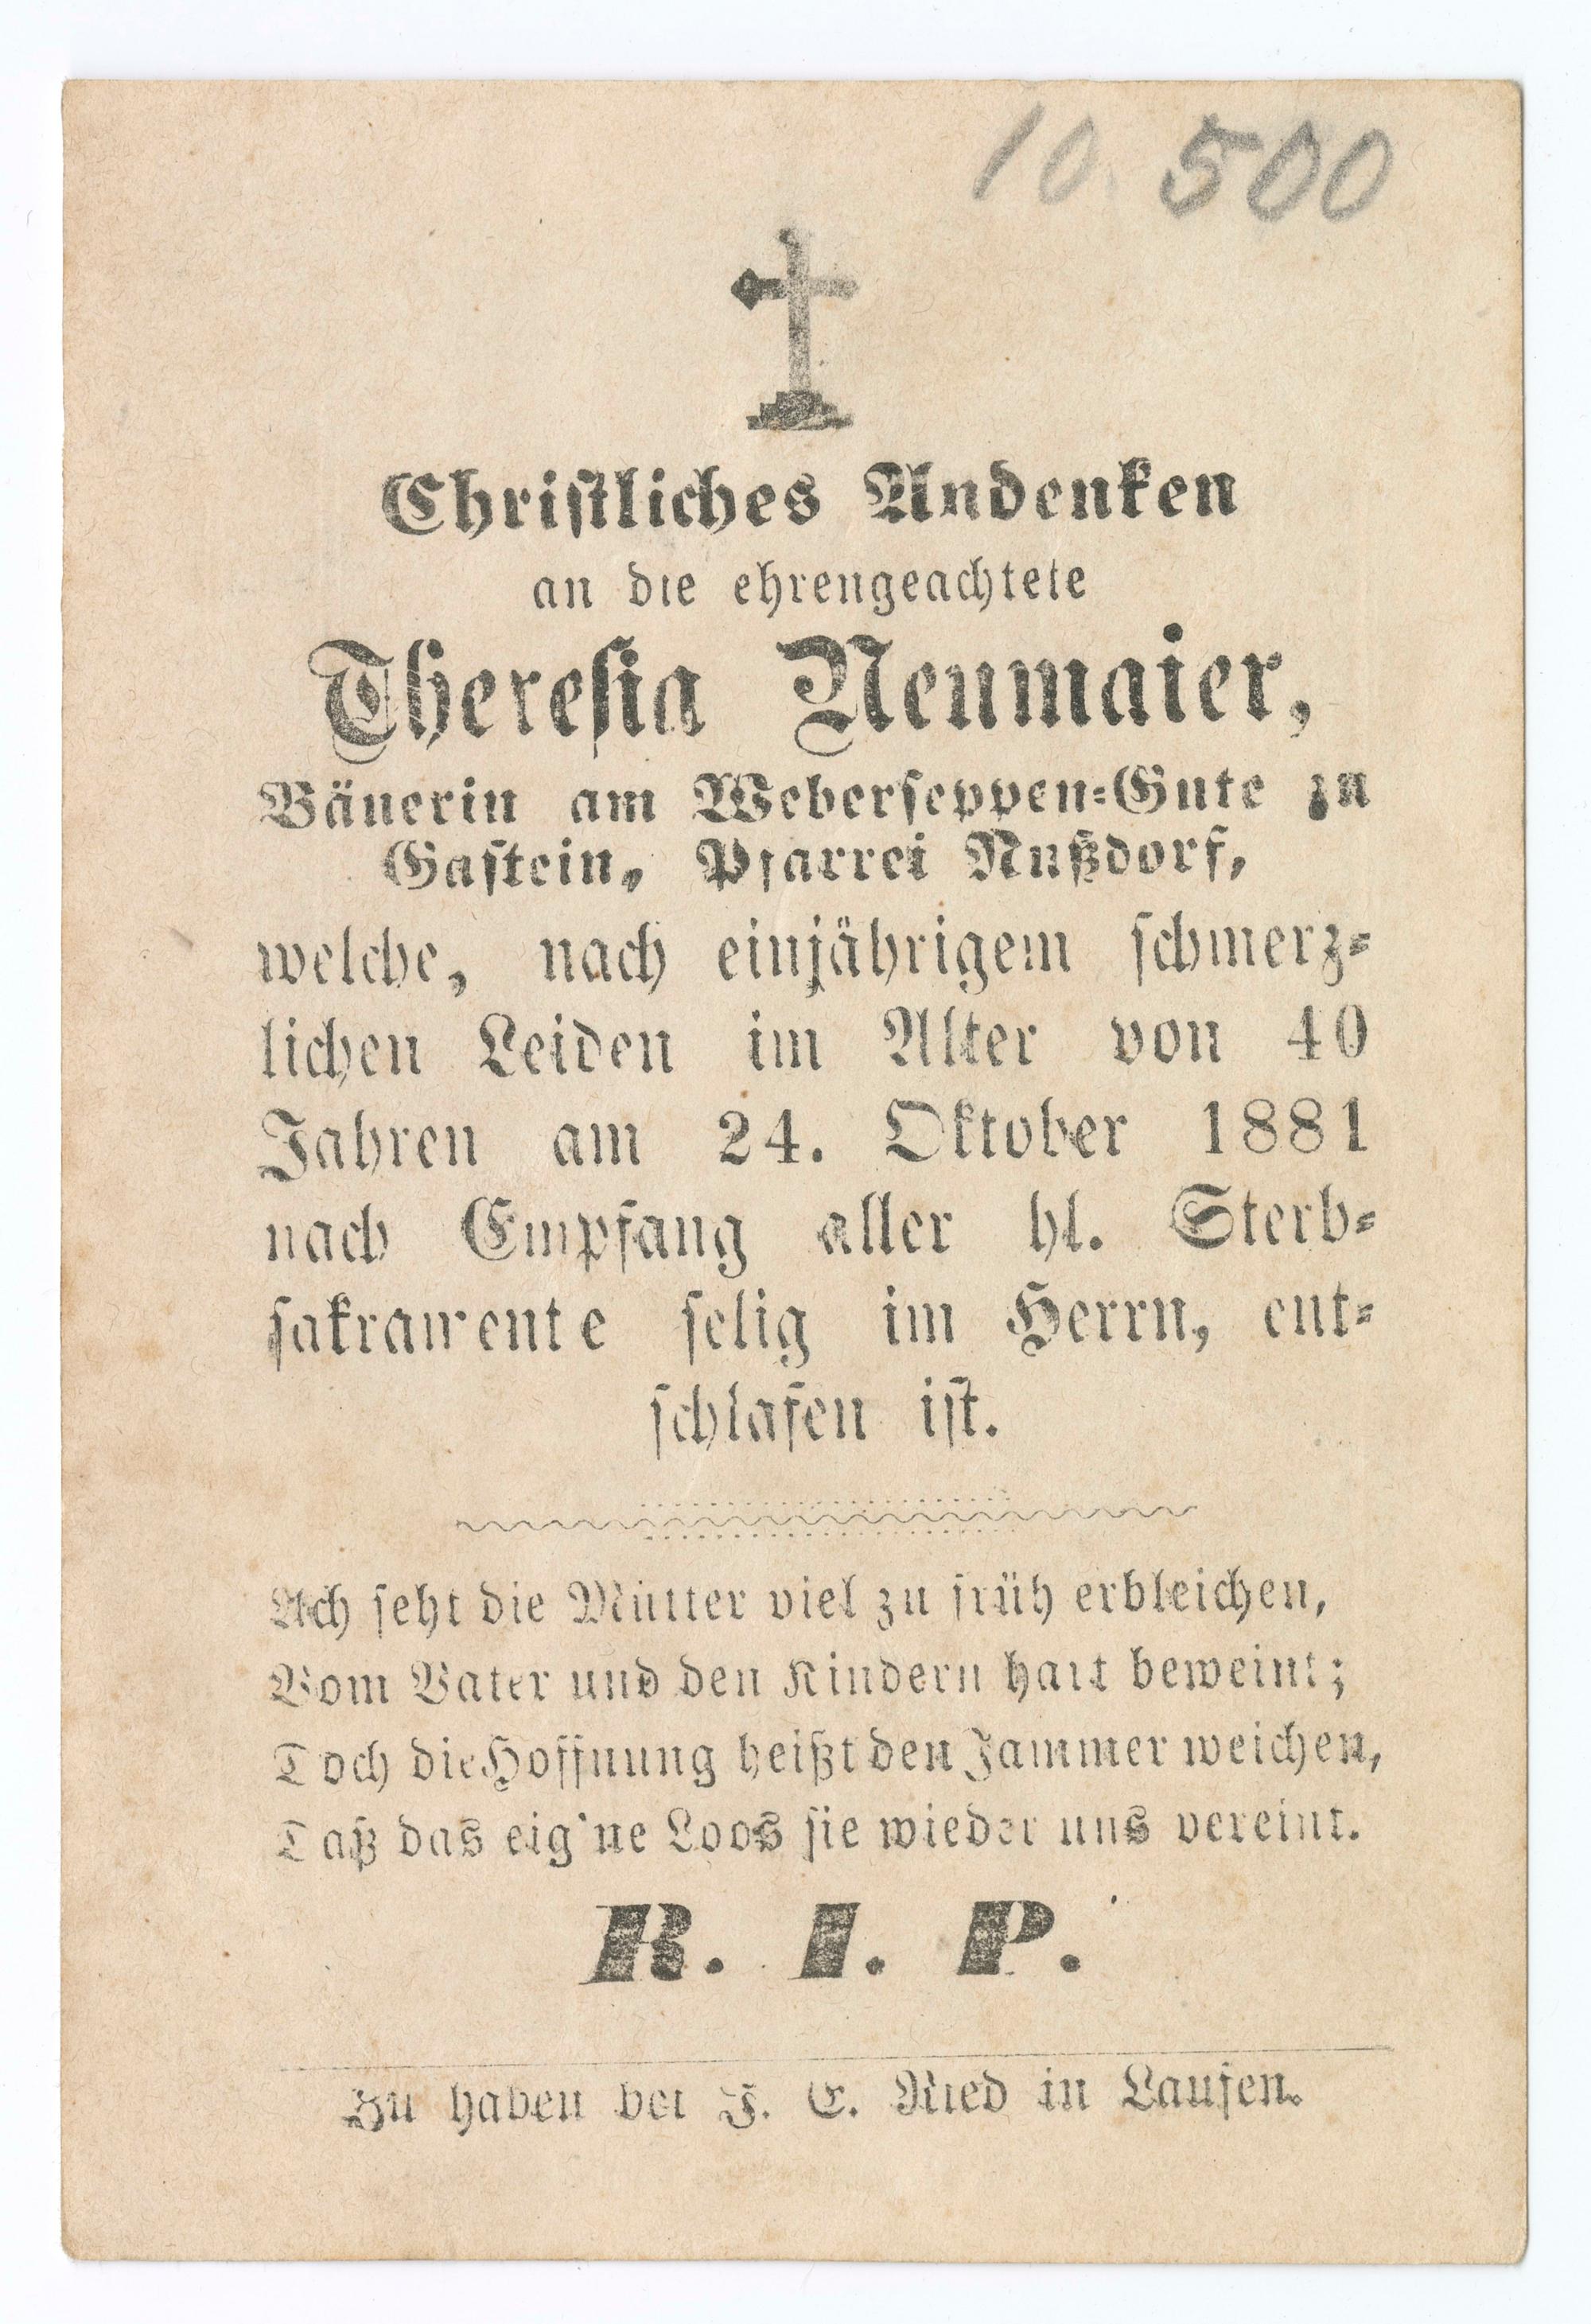 10. 500
Christliches Andenken
an die ehrengeachtete
Theresia Neumaier,
Bäuerin am Weberseppen=Gute zu
Gastein, Pfarrei Nußdorf,
welche, nach einjährigem schmerz=
lichen Leiden im Alter von 40
Jahren am 24. Oktober 1881
nach Empfang aller hl. Sterb=
sakramente selig im Herrn, ent=
schlafen ist.
Ach seht die Mutter viel zu früh erbleichen,
Vom Vater und den Kindern hart beweint;
Doch die Hoffnung heißt den Jammer weichen,
Daß das eig'ne Loos sie wieder uns vereint.
R. I. P.
Zu haben bei J. E. Ried in Laufen.